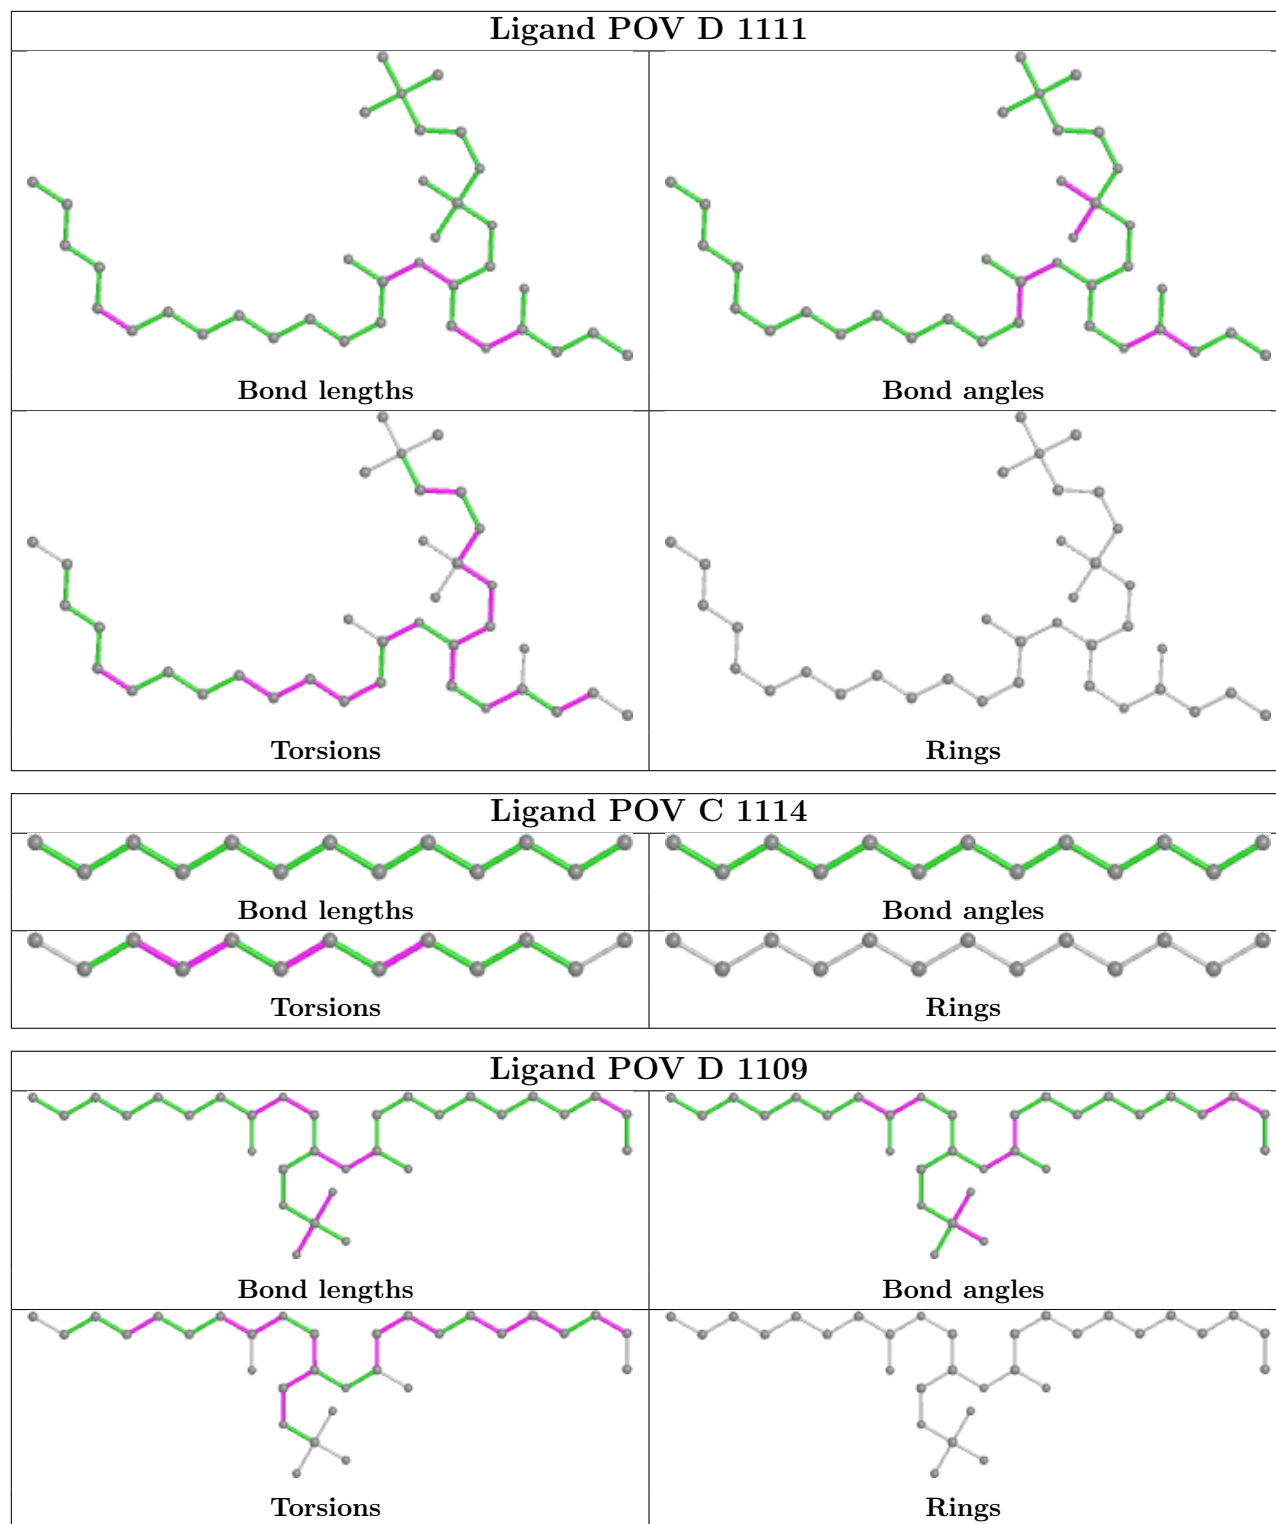 Ligand POV D 1111
Bond lengths
Bond angles
Torsions
Rings
Ligand POV C 1114
Bond lengths
Bond angles
Torsions
Rings
Ligand POV D 1109
Bond lengths
Bond angles
Torsions
Rings